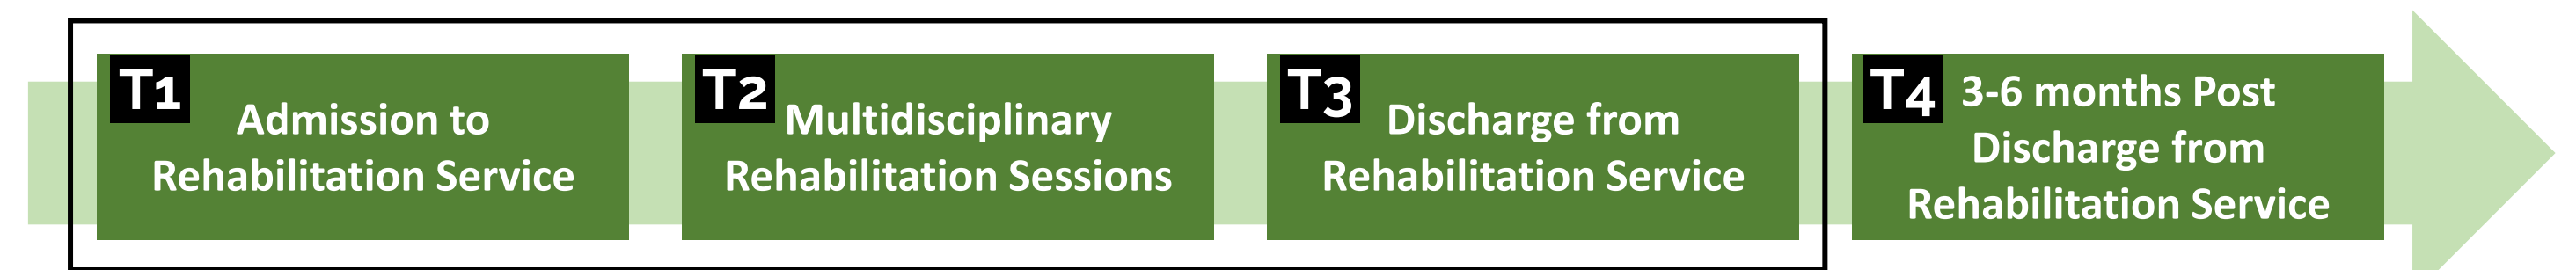 T1
Admission to
Rehabilitation Service
T2
Multidisciplinary
Rehabilitation Sessions
T3
Discharge from
Rehabilitation Service
T4
3-6 months Post
Discharge from
Rehabilitation Service